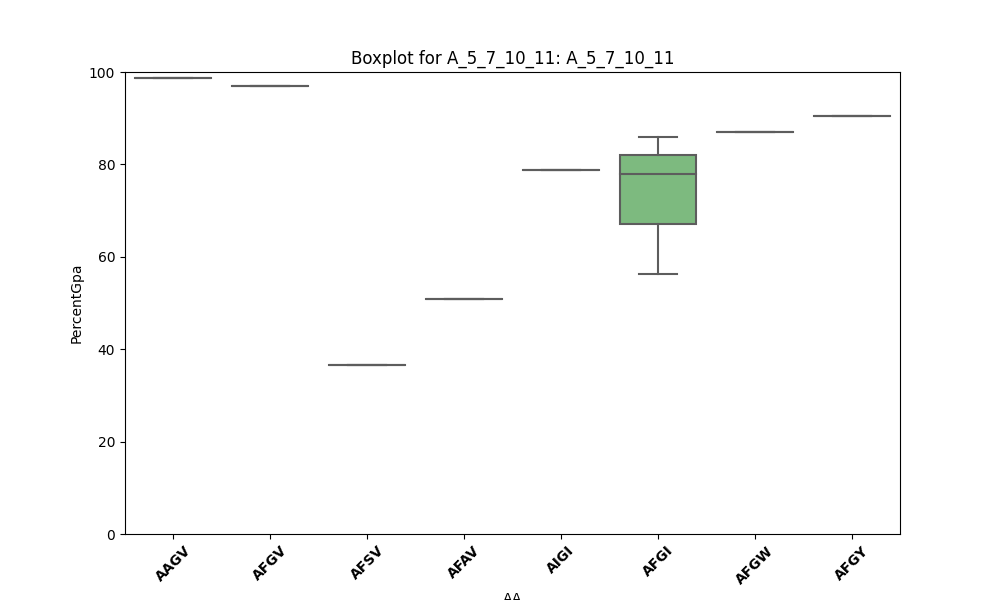 Boxplot for A_5_7_10_11: A_5_7_10_11
100
80
60
40
20
0
PercentGpa
AAGV
AFGV
AFSV
AFAV
AIGI
AFGI
AFGW
AFGY
AA